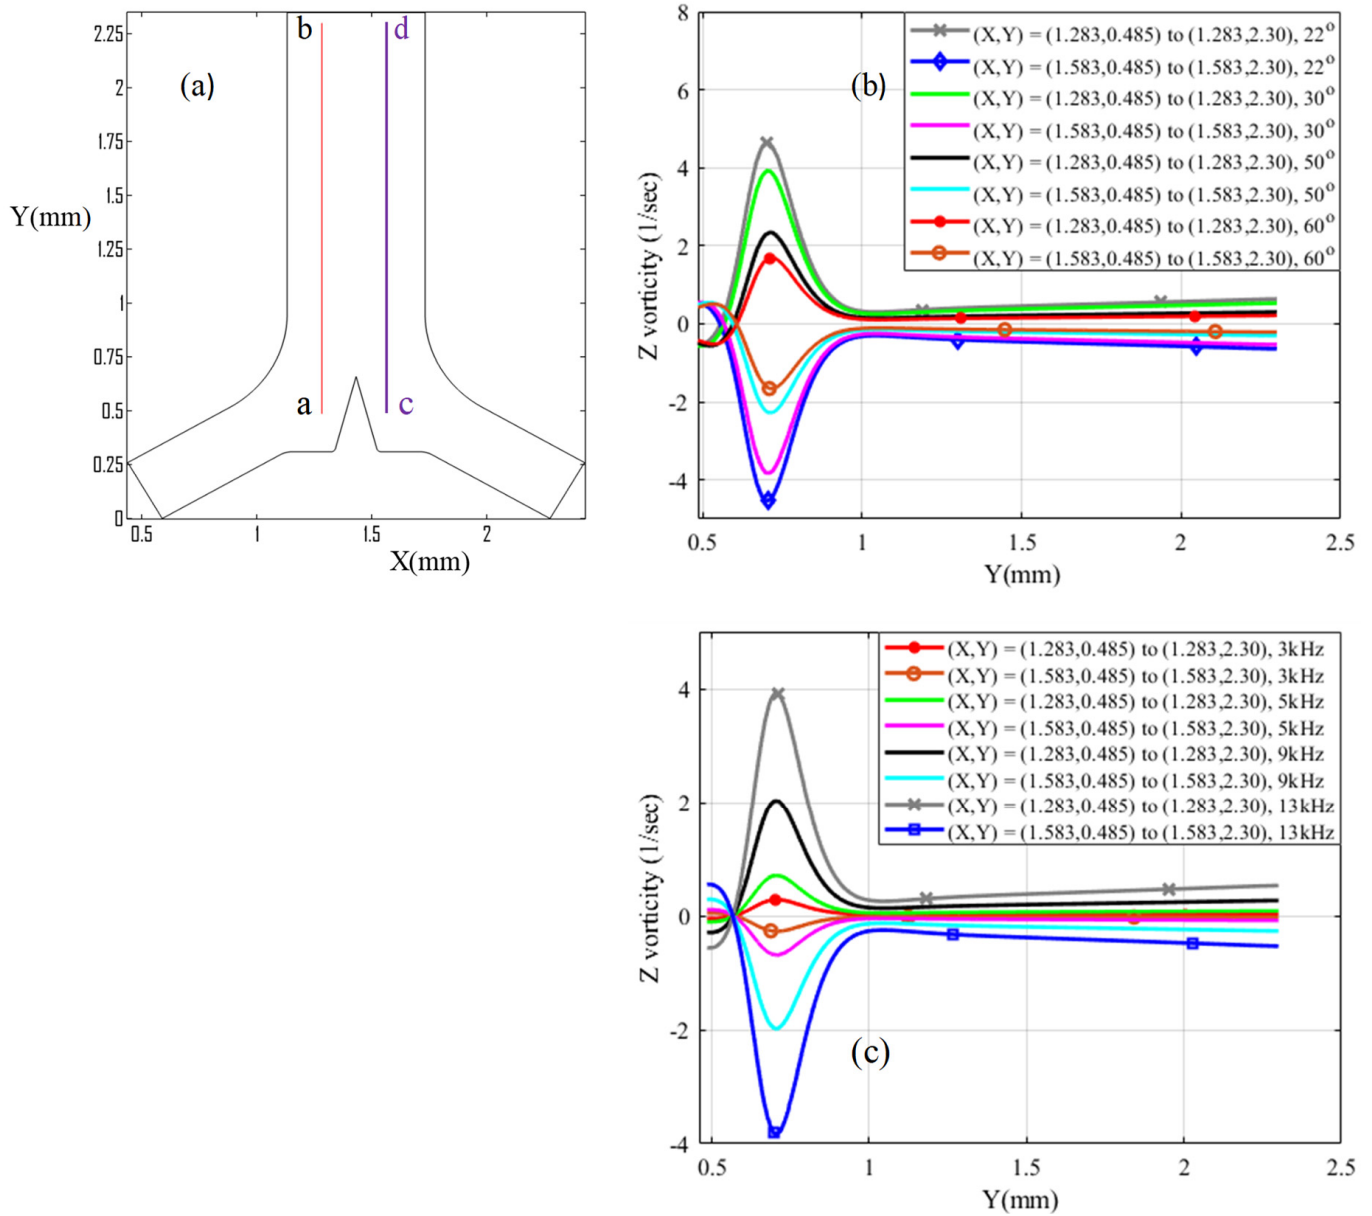 (a)
b
d
a
c
2.25
2
1.75
1.5
1.25
1
0.75
0.5
0.25
0
Y(mm)
0.5
1
1.5
2
X(mm)
(b)
(X,Y) = (1.283,0.485) to (1.283,2.30), 22°
(X,Y) = (1.583,0.485) to (1.583,2.30), 22°
(X,Y) = (1.283,0.485) to (1.283,2.30), 30°
(X,Y) = (1.583,0.485) to (1.583,2.30), 30°
(X,Y) = (1.283,0.485) to (1.283,2.30), 50°
(X,Y) = (1.583,0.485) to (1.583,2.30), 50°
(X,Y) = (1.283,0.485) to (1.283,2.30), 60°
(X,Y) = (1.583,0.485) to (1.583,2.30), 60°
8
6
4
2
0
-2
-4
Z vorticity (1/sec)
0.5
1
1.5
2
2.5
Y(mm)
(X,Y) = (1.283,0.485) to (1.283,2.30), 3kHz
(X,Y) = (1.583,0.485) to (1.583,2.30), 3kHz
(X,Y) = (1.283,0.485) to (1.283,2.30), 5kHz
(X,Y) = (1.583,0.485) to (1.583,2.30), 5kHz
(X,Y) = (1.283,0.485) to (1.283,2.30), 9kHz
(X,Y) = (1.583,0.485) to (1.583,2.30), 9kHz
(X,Y) = (1.283,0.485) to (1.283,2.30), 13kHz
(X,Y) = (1.583,0.485) to (1.583,2.30), 13kHz
4
2
0
-2
-4
Z vorticity (1/sec)
(c)
0.5
1
1.5
2
2.5
Y(mm)